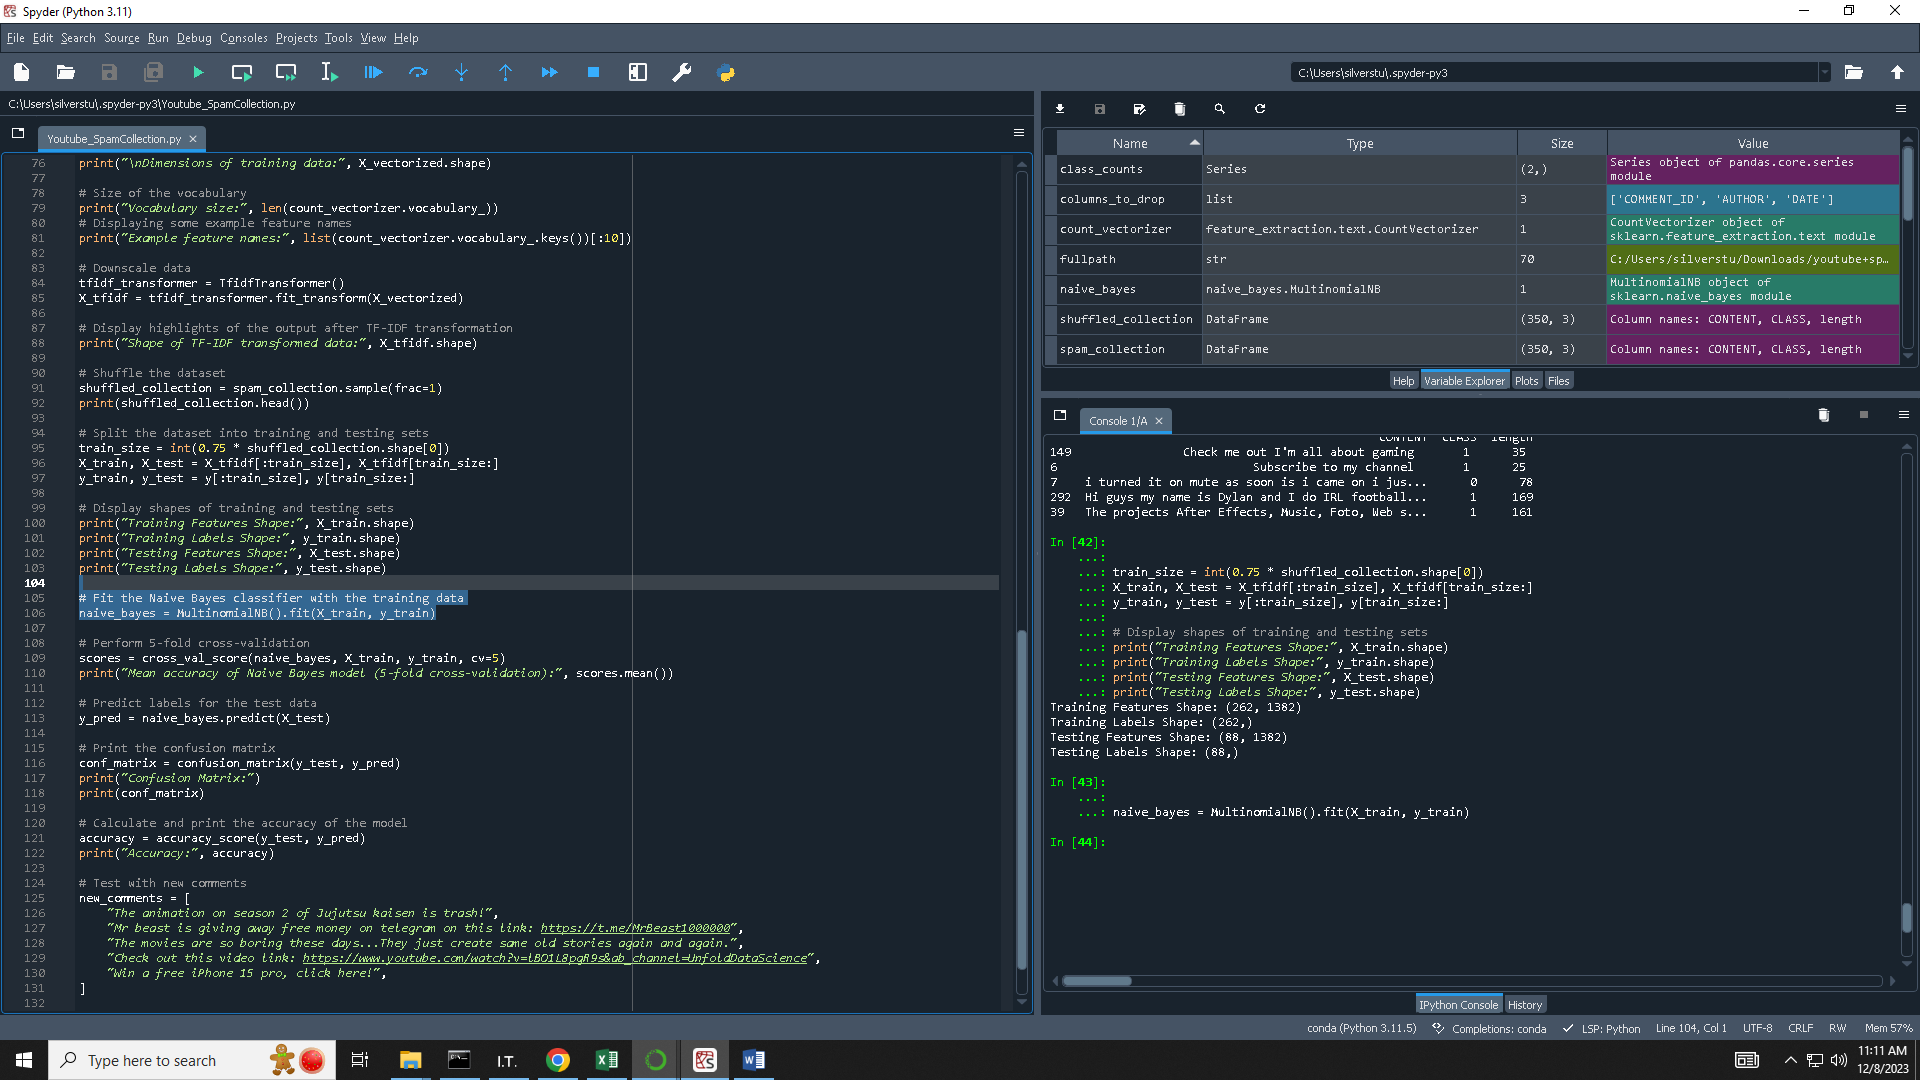 Spyder (Python 3.11)
File Edit Search Source Run Debug Consoles Projects Tools View Help
C:\Users\silverstu\.spyder-py3
C:\Users\silverstu\.spyder-py3\Youtube_SpamCollection.py
Youtube_SpamCollection.py
76 print("\nDimensions of training data:", X_vectorized.shape)
77
78 # Size of the vocabulary
79 print("Vocabulary size:", len(count_vectorizer.vocabulary_))
80 # Displaying some example feature names
81 print("Example feature names:", list(count_vectorizer.vocabulary_.keys())[:10])
82
83 # Downscale data
84 tfidf_transformer = TfidfTransformer()
85 X_tfidf = tfidf_transformer.fit_transform(X_vectorized)
86
87 # Display highlights of the output after TF-IDF transformation
88 print("Shape of TF-IDF transformed data:", X_tfidf.shape)
89
90 # Shuffle the dataset
91 shuffled_collection = spam_collection.sample(frac=1)
92 print(shuffled_collection.head())
93
94 # Split the dataset into training and testing sets
95 train_size = int(0.75 * shuffled_collection.shape[0])
96 X_train, X_test = X_tfidf[:train_size], X_tfidf[train_size:]
97 y_train, y_test = y[:train_size], y[train_size:]
98
99 # Display shapes of training and testing sets
100 print("Training Features Shape:", X_train.shape)
101 print("Training Labels Shape:", y_train.shape)
102 print("Testing Features Shape:", X_test.shape)
103 print("Testing Labels Shape:", y_test.shape)
104
105 # Fit the Naive Bayes classifier with the training data
106 naive_bayes = MultinomialNB().fit(X_train, y_train)
107
108 # Perform 5-fold cross-validation
109 scores = cross_val_score(naive_bayes, X_train, y_train, cv=5)
110 print("Mean accuracy of Naive Bayes model (5-fold cross-validation):", scores.mean())
111
112 # Predict labels for the test data
113 y_pred = naive_bayes.predict(X_test)
114
115 # Print the confusion matrix
116 conf_matrix = confusion_matrix(y_test, y_pred)
117 print("Confusion Matrix:")
118 print(conf_matrix)
119
120 # Calculate and print the accuracy of the model
121 accuracy = accuracy_score(y_test, y_pred)
122 print("Accuracy:", accuracy)
123
124 # Test with new comments
125 new_comments = [
126 "The animation on season 2 of Jujutsu kaisen is trash!",
127 "Mr beast is giving away free money on telegram on this link: https://t.me/MrBeast1000000",
128 "The movies are so boring these days...They just create same old stories again and again.",
129 "Check out this video link: https://www.youtube.com/watch?v=lBO1L8pgR9s&ab_channel=UnfoldDataScience",
130 "Win a free iPhone 15 pro, click here!",
131 ]
132
Name Type Size Value
class_counts Series (2,) Series object of pandas.core.series module
columns_to_drop list 3 ['COMMENT_ID', 'AUTHOR', 'DATE']
count_vectorizer feature_extraction.text.CountVectorizer 1 CountVectorizer object of sklearn.feature_extraction.text module
fullpath str 70 C:/Users/silverstu/Downloads/youtube+sp…
naive_bayes naive_bayes.MultinomialNB 1 MultinomialNB object of sklearn.naive_bayes module
shuffled_collection DataFrame (350, 3) Column names: CONTENT, CLASS, length
spam_collection DataFrame (350, 3) Column names: CONTENT, CLASS, length
Help Variable Explorer Plots Files
Console 1/A
CONTENT CLASS length
149 Check me out I'm all about gaming 1 35
6 Subscribe to my channel 1 25
7 i turned it on mute as soon is i came on i jus... 0 78
292 Hi guys my name is Dylan and I do IRL football... 1 169
39 The projects After Effects, Music, Foto, Web s... 1 161
In [42]:
...:
...: train_size = int(0.75 * shuffled_collection.shape[0])
...: X_train, X_test = X_tfidf[:train_size], X_tfidf[train_size:]
...: y_train, y_test = y[:train_size], y[train_size:]
...:
...: # Display shapes of training and testing sets
...: print("Training Features Shape:", X_train.shape)
...: print("Training Labels Shape:", y_train.shape)
...: print("Testing Features Shape:", X_test.shape)
...: print("Testing Labels Shape:", y_test.shape)
Training Features Shape: (262, 1382)
Training Labels Shape: (262,)
Testing Features Shape: (88, 1382)
Testing Labels Shape: (88,)
In [43]:
...:
...: naive_bayes = MultinomialNB().fit(X_train, y_train)
In [44]:
IPython Console History
conda (Python 3.11.5) Completions: conda LSP: Python Line 104, Col 1 UTF-8 CRLF RW Mem 57%
Type here to search
I.T.
11:11 AM
12/8/2023